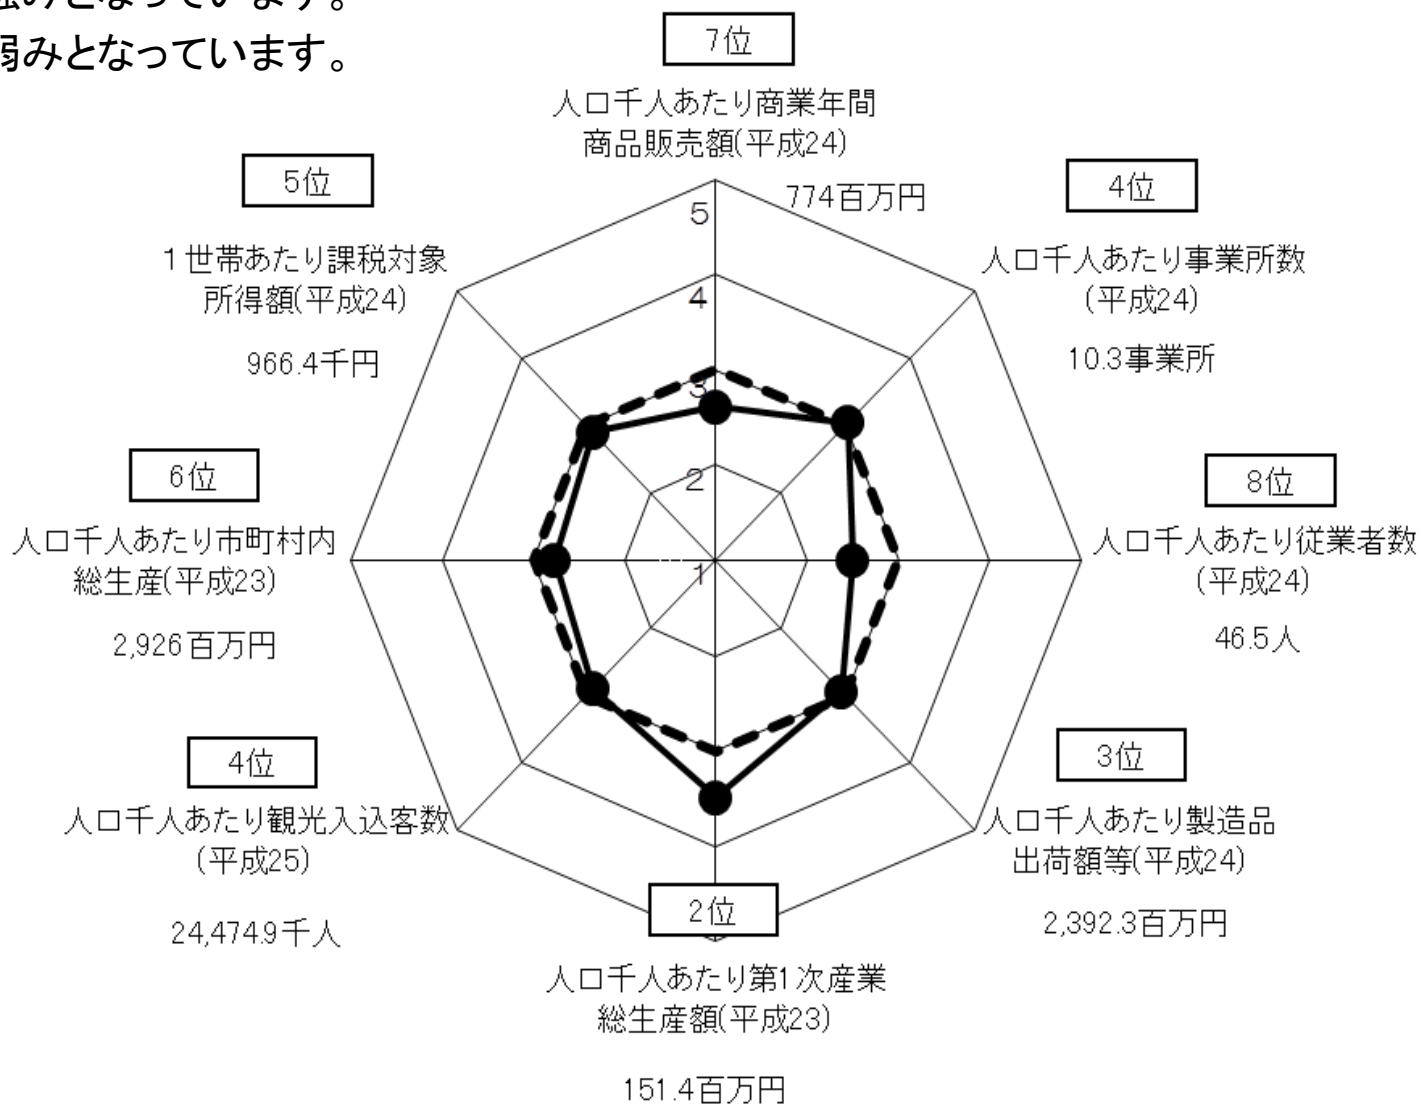 みとなっています。
弱みとなっています。
7位
人口千人あたり商業年間
商品販売額(平成24)
774百万円
4位
人口千人あたり事業所数
(平成24)
10.3事業所
8位
人口千人あたり従業者数
(平成24)
46.5人
3位
人口千人あたり製造品
出荷額等(平成24)
2,392.3百万円
2位
人口千人あたり第1次産業
総生産額(平成23)
151.4百万円
4位
人口千人あたり観光入込客数
(平成25)
24,474.9千人
6位
人口千人あたり市町村内
総生産(平成23)
2,926百万円
5位
1世帯あたり課税対象
所得額(平成24)
966.4千円
5
4
3
2
1